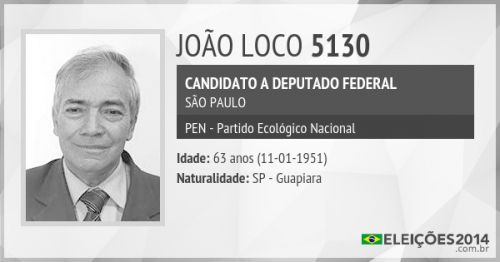 JOÃO LOCO 5130
CANDIDATO A DEPUTADO FEDERAL
SÃO PAULO
PEN - Partido Ecológico Nacional
Idade: 63 anos (11-01-1951)
Naturalidade: SP - Guapiara
ELEIÇÕES2014
.com.br